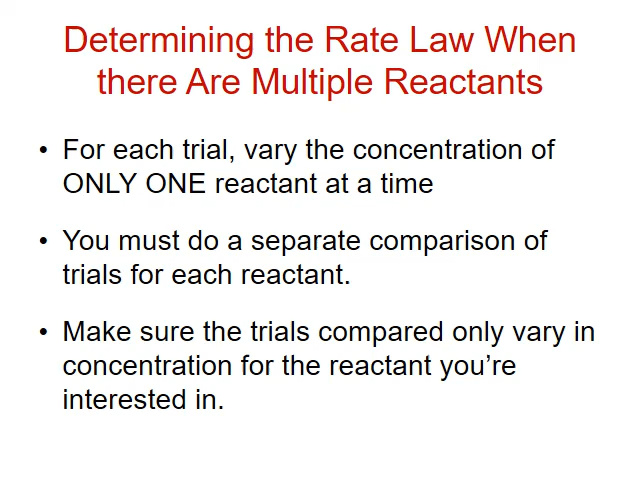 Determining the Rate Law When
there Are Multiple Reactants
• For each trial, vary the concentration of
ONLY ONE reactant at a time
• You must do a separate comparison of
trials for each reactant.
• Make sure the trials compared only vary in
concentration for the reactant you’re
interested in.